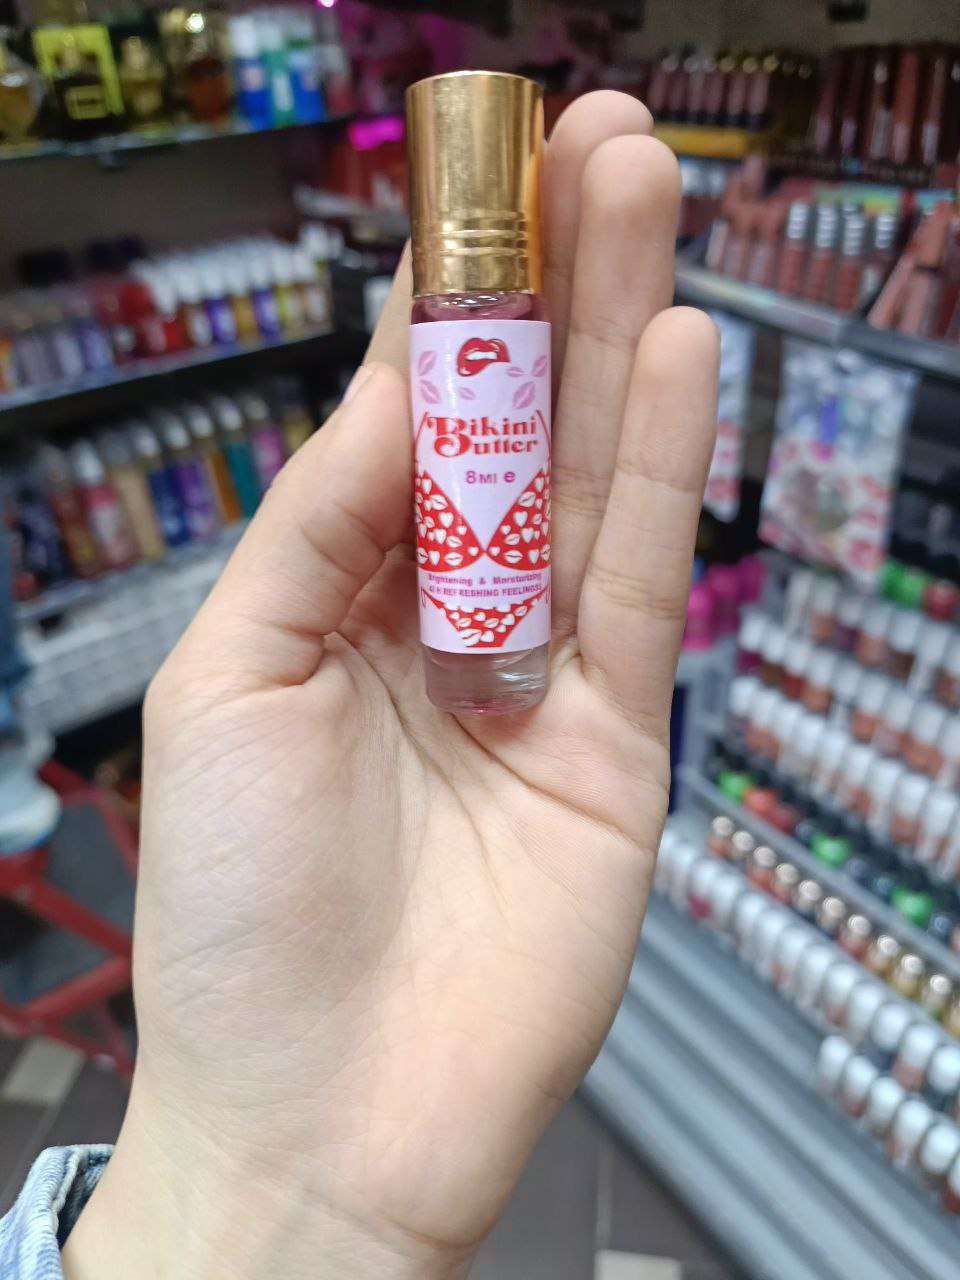 Bikini
Butter
8Ml e
Brightening & Moisturizing
REFRESHING FEELINGS